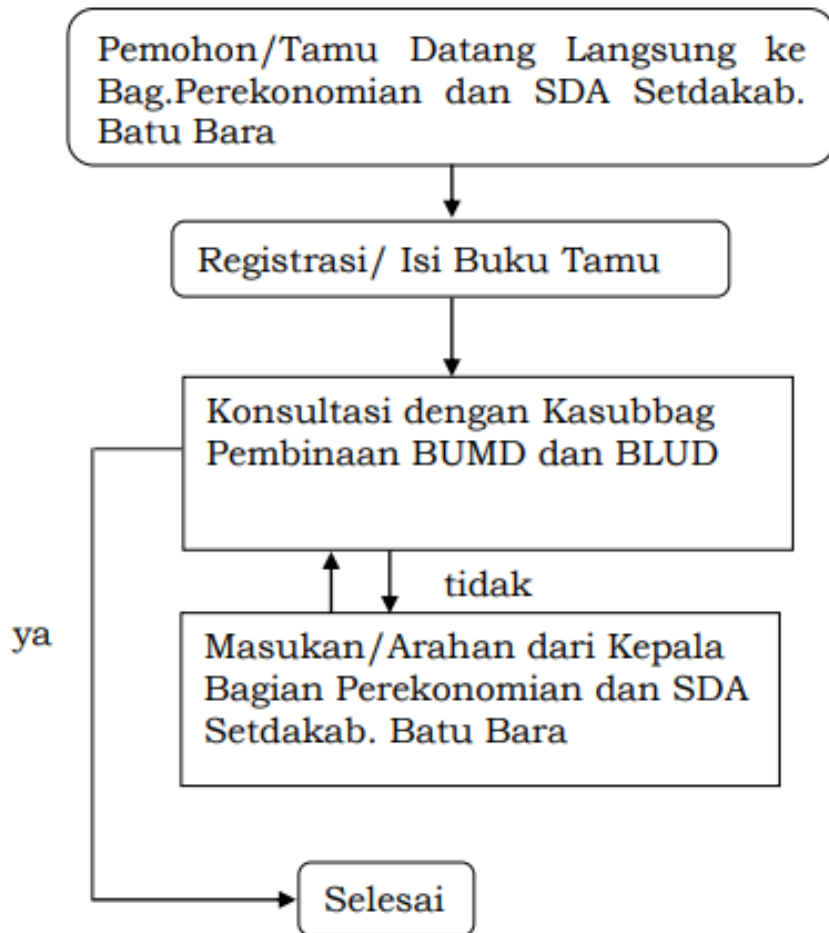 Pemohon/Tamu Datang Langsung ke
Bag.Perekonomian dan SDA Setdakab.
Batu Bara
Registrasi/ Isi Buku Tamu
Konsultasi dengan Kasubbag
Pembinaan BUMD dan BLUD
tidak
ya
Masukan/Arahan dari Kepala
Bagian Perekonomian dan SDA
Setdakab. Batu Bara
Selesai